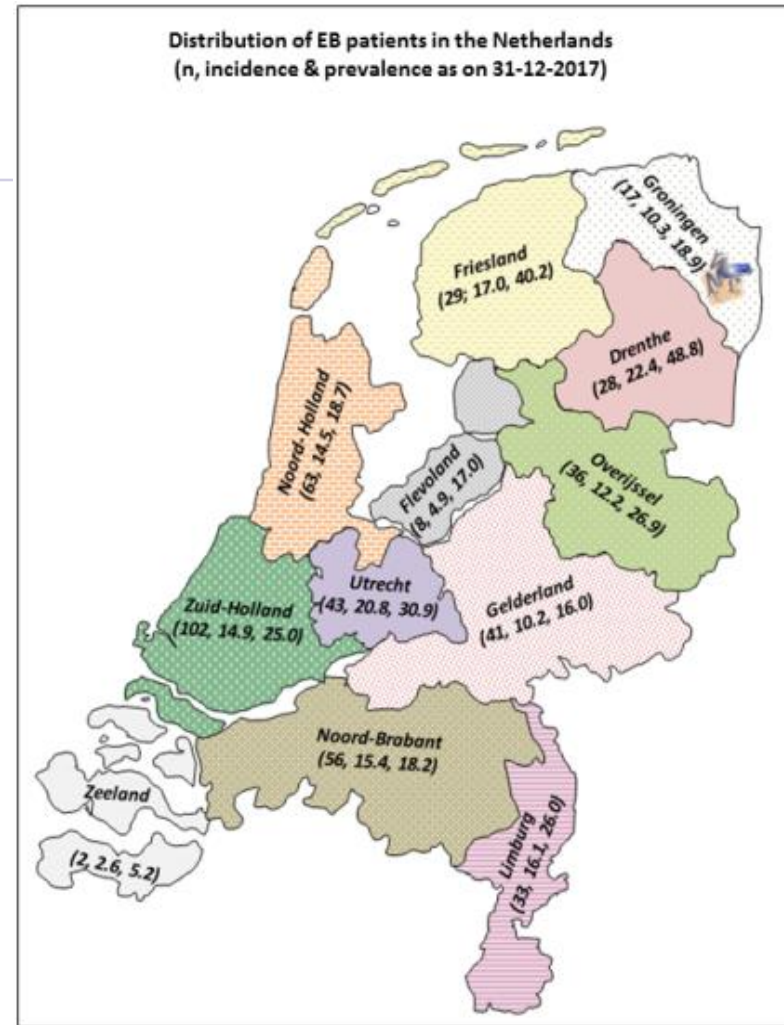 Distribution of EB patients in the Netherlands
(n, incidence & prevalence as on 31-12-2017)
Groningen
(17, 10.3, 18.9)
Friesland
(29; 17.0, 40.2)
Drenthe
(28, 22.4, 48.8)
Noord-Holland
(63, 14.5, 18.7)
Flevoland
(8, 4.9, 17.0)
Overijssel
(36, 12.2, 26.9)
Utrecht
(43, 20.8, 30.9)
Gelderland
(41, 10.2, 16.0)
Zuid-Holland
(102, 14.9, 25.0)
Noord-Brabant
(56, 15.4, 18.2)
Zeeland
(2, 2.6, 5.2)
Limburg
(33, 16.1, 26.0)